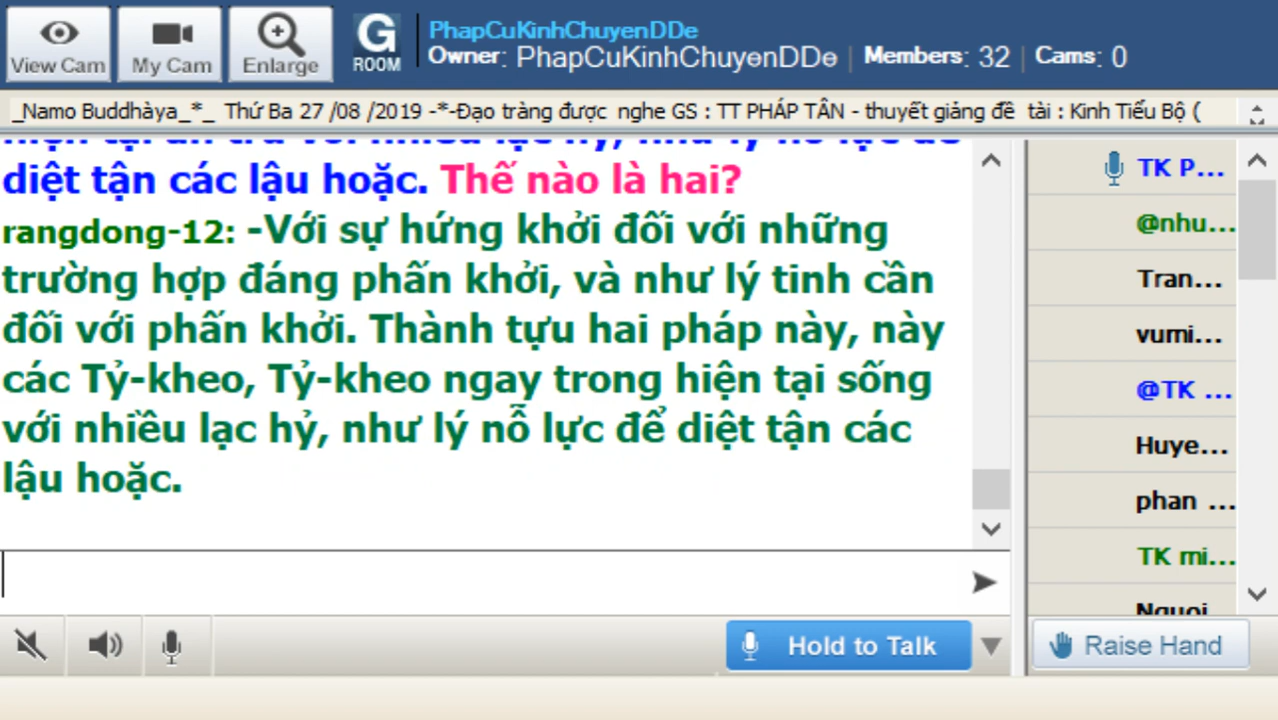 View Cam
My Cam
Enlarge
G
ROOM
PhapCuKinhChuyenDDe
Owner: PhapCuKinhChuyenDDe | Members: 32 | Cams: 0
_Namo Buddhàya_*_ Thứ Ba 27 /08 /2019 -*-Đạo tràng được nghe GS : TT PHÁP TÂN - thuyết giảng đề tài : Kinh Tiểu Bộ (
diệt tận các lậu hoặc. Thế nào là hai?
rangdong-12: -Với sự hứng khởi đối với những
trường hợp đáng phấn khởi, và như lý tinh cần
đối với phấn khởi. Thành tựu hai pháp này, này
các Tỷ-kheo, Tỷ-kheo ngay trong hiện tại sống
với nhiều lạc hỷ, như lý nỗ lực để diệt tận các
lậu hoặc.
TK P...
@nhu...
Tran...
vumi...
@TK ...
Huye...
phan ...
TK mi...
Nguoi
Hold to Talk
Raise Hand